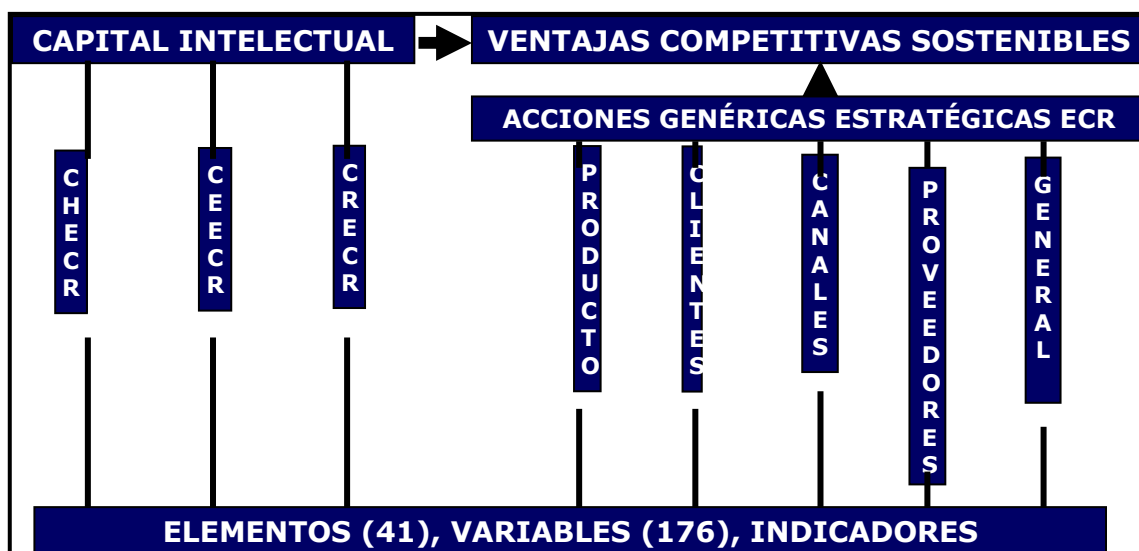 CAPITAL INTELECTUAL
VENTAJAS COMPETITIVAS SOSTENIBLES
ACCIONES GENÉRICAS ESTRATÉGICAS ECR
CHECR
CEECR
CRECR
PRODUCTO
CLIENTES
CANALES
PROVEEDORES
GENERAL
ELEMENTOS (41), VARIABLES (176), INDICADORES